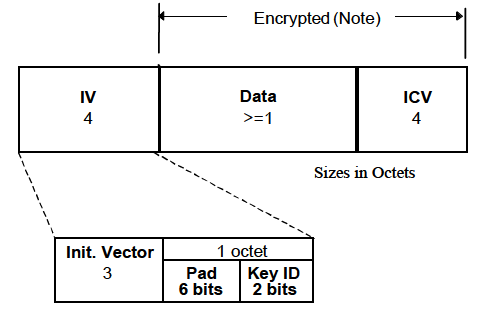 Encrypted (Note)
IV
4
Data
>=1
ICV
4
Sizes in Octets
Init. Vector
3
1 octet
Pad
6 bits
Key ID
2 bits